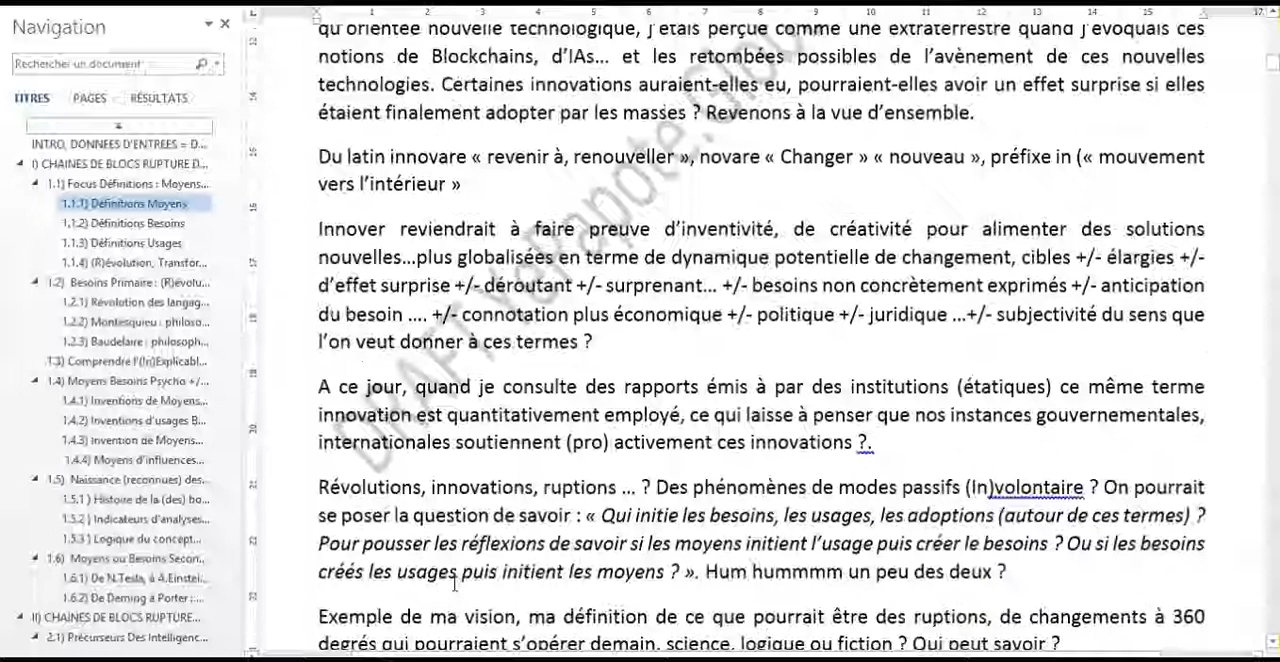 Navigation
Rechercher un document
TITRES PAGES RÉSULTATS
INTRO, DONNEES D'ENTREES = D...
I) CHAINES DE BLOCS RUPTURE D...
1.1) Focus Définitions : Moyens...
1.1.1) Définitions Moyens
1.1.2) Définitions Besoins
1.1.3) Définitions Usages
1.1.4) (R)évolution, Transfor...
1.2) Besoins Primaire : (R)évolu...
1.2.1) Révolution des langag...
1.2.2) Montesquieu : philoso...
1.2.3) Baudelaire : philosoph...
1.3) Comprendre l'(In)Explicabl...
1.4) Moyens Besoins Psycho +/...
1.4.1) Inventions de Moyens...
1.4.2) Inventions d'usages B...
1.4.3) Invention de Moyens...
1.4.4) Moyens d'influences...
1.5) Naissance (reconnues) des...
1.5.1 ) Histoire de la (des) ba...
1.5.2 ) Indicateurs d'analyses...
1.5.3 ) Logique du concept...
1.6) Moyens ou Besoins Secon...
1.6.1) De N.Tesla, à A.Einstei...
1.6.2) De Deming à Porter :...
II) CHAINES DE BLOCS RUPTURE...
2.1) Précurseurs Des Intelligenc...
qu'orientée nouvelle technologique, j'étais perçue comme une extraterrestre quand j'évoquais ces
notions de Blockchains, d'IAs... et les retombées possibles de l'avènement de ces nouvelles
technologies. Certaines innovations auraient-elles eu, pourraient-elles avoir un effet surprise si elles
étaient finalement adopter par les masses ? Revenons à la vue d'ensemble.
Du latin innovare « revenir à, renouveller », novare « Changer » « nouveau », préfixe in (« mouvement
vers l'intérieur »
Innover reviendrait à faire preuve d'inventivité, de créativité pour alimenter des solutions
nouvelles...plus globalisées en terme de dynamique potentielle de changement, cibles +/- élargies +/-
d'effet surprise +/-déroutant +/- surprenant... +/- besoins non concrètement exprimés +/- anticipation
du besoin .... +/- connotation plus économique +/- politique +/- juridique ...+/- subjectivité du sens que
l'on veut donner à ces termes ?
A ce jour, quand je consulte des rapports émis à par des institutions (étatiques) ce même terme
innovation est quantitativement employé, ce qui laisse à penser que nos instances gouvernementales,
internationales soutiennent (pro) activement ces innovations ?.
Révolutions, innovations, ruptions ... ? Des phénomènes de modes passifs (In)volontaire ? On pourrait
se poser la question de savoir : « Qui initie les besoins, les usages, les adoptions (autour de ces termes) ?
Pour pousser les réflexions de savoir si les moyens initient l'usage puis créer le besoins ? Ou si les besoins
créés les usages puis initient les moyens ? ». Hum hummmm un peu des deux ?
Exemple de ma vision, ma définition de ce que pourrait être des ruptions, de changements à 360
degrés qui pourraient s'opérer demain, science, logique ou fiction ? Qui peut savoir ?